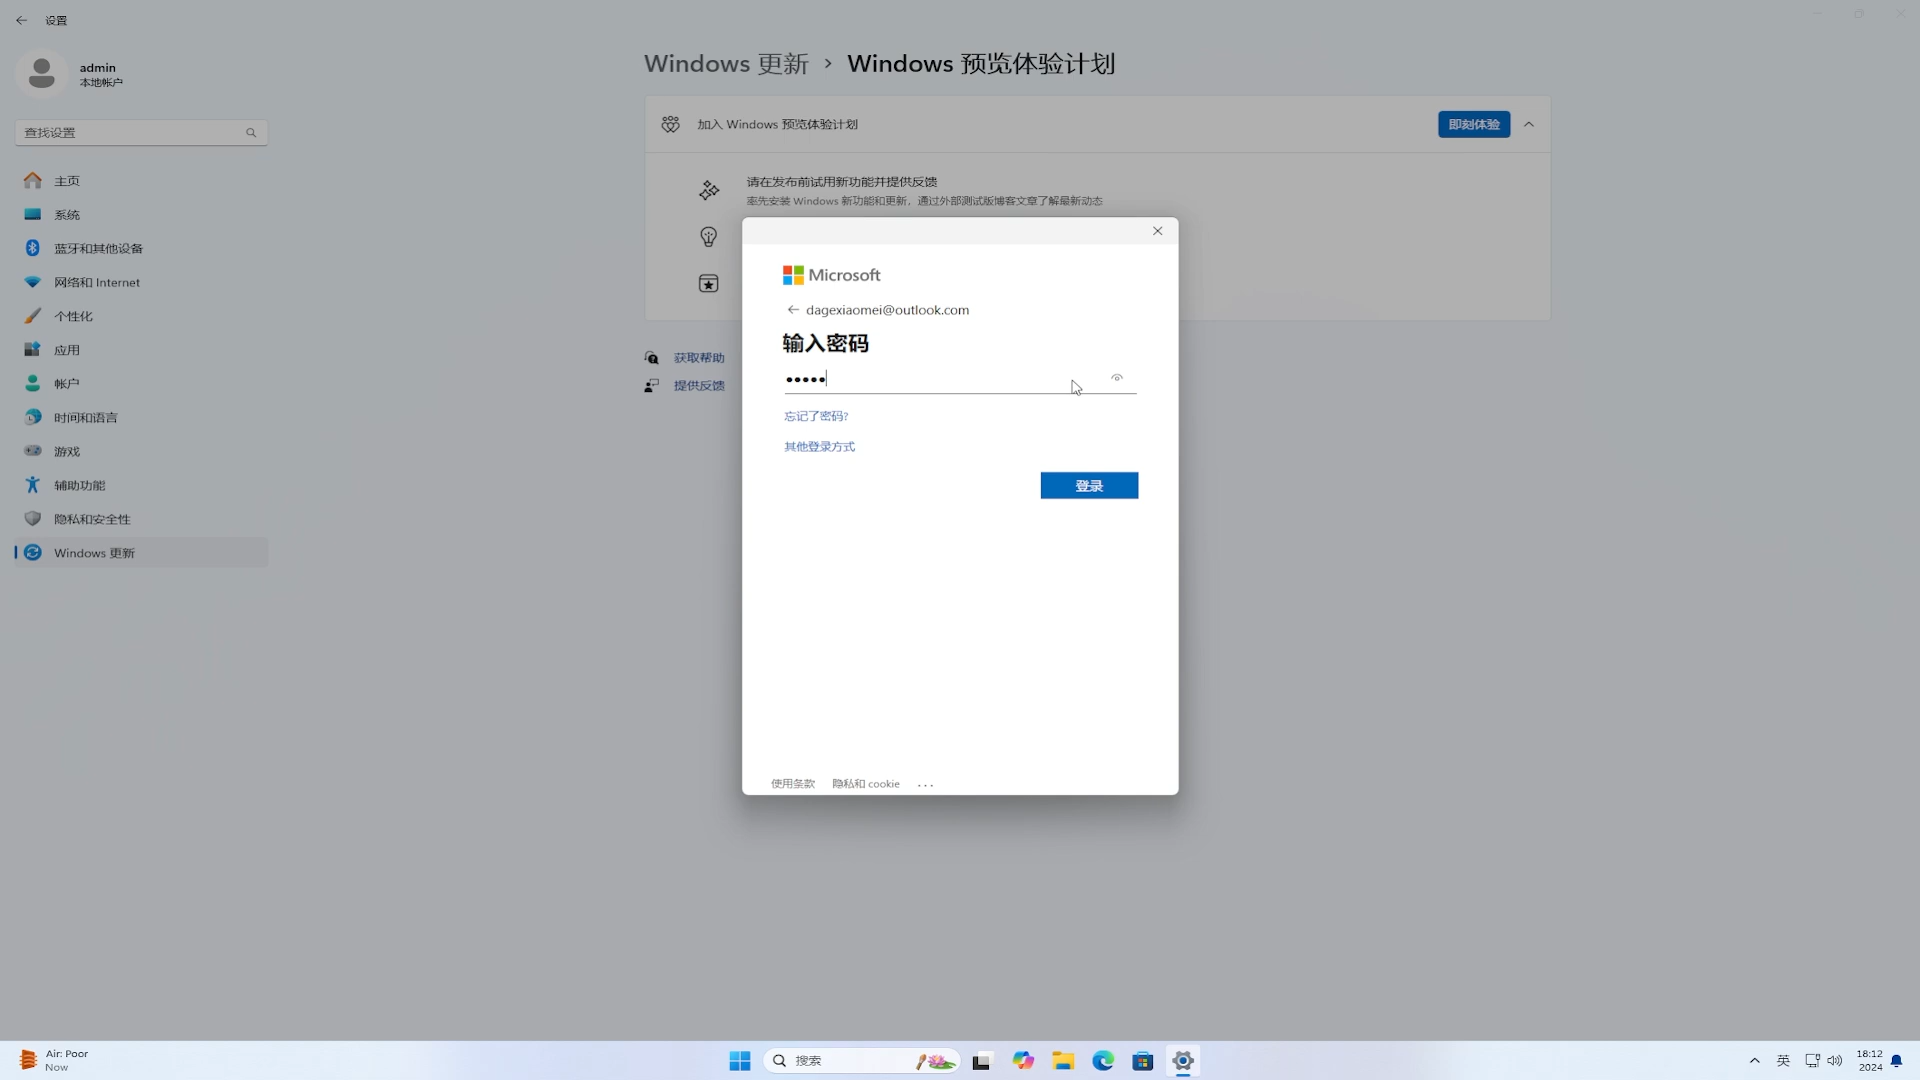 设置
admin
本地帐户
查找设置
主页
系统
蓝牙和其他设备
网络和 Internet
个性化
应用
帐户
时间和语言
游戏
辅助功能
隐私和安全性
Windows 更新
Windows 更新 › Windows 预览体验计划
加入 Windows 预览体验计划
即刻体验
请在发布前试用新功能并提供反馈
率先安装 Windows 新功能和更新，通过外部测试版博客文章了解最新动态
获取帮助
提供反馈
Microsoft
dagexiaomei@outlook.com
输入密码
•••••
忘记了密码?
其他登录方式
登录
使用条款 隐私和 cookie ...
Air: Poor
Now
搜索
英
18:12
2024